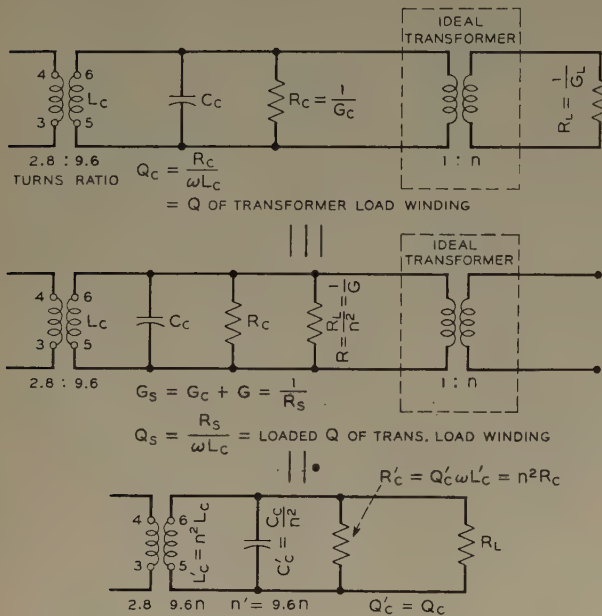 IDEAL
TRANSFORMER
4 6
L_C
3 5
2.8 : 9.6
TURNS RATIO
C_C
R_C = 1/G_C
1 : n
R_L = 1/G_L
Q_C = R_C/ωL_C
= Q OF TRANSFORMER LOAD WINDING
|||
IDEAL
TRANSFORMER
4 6
L_C
3 5
2.8 : 9.6
C_C
R_C
R = R_L/n² = 1/G
1 : n
G_S = G_C + G = 1/R_S
Q_S = R_S/ωL_C = LOADED Q OF TRANS. LOAD WINDING
R'_C = Q'_C ωL'_C = n²R_C
4 6
3 5
L'_C = n² L_C
C'_C = C_C/n²
R_L
2.8 9.6n n' = 9.6n Q'_C = Q_C